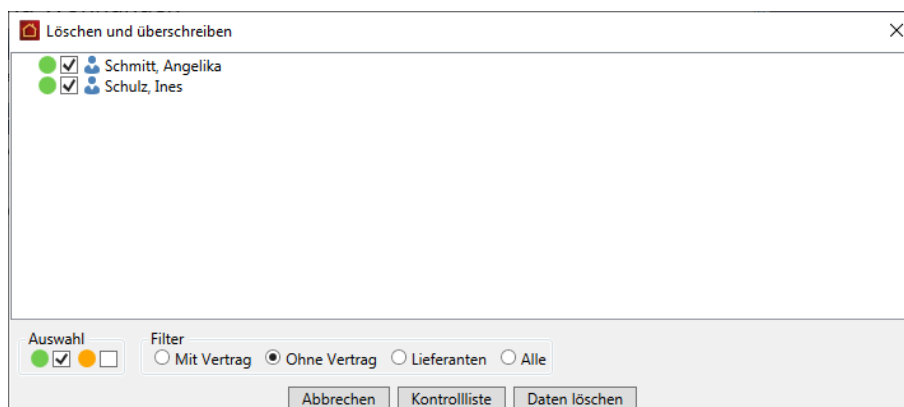 Löschen und überschreiben
Schmitt, Angelika
Schulz, Ines
Auswahl Filter
Mit Vertrag Ohne Vertrag Lieferanten Alle
Abbrechen Kontrollliste Daten löschen